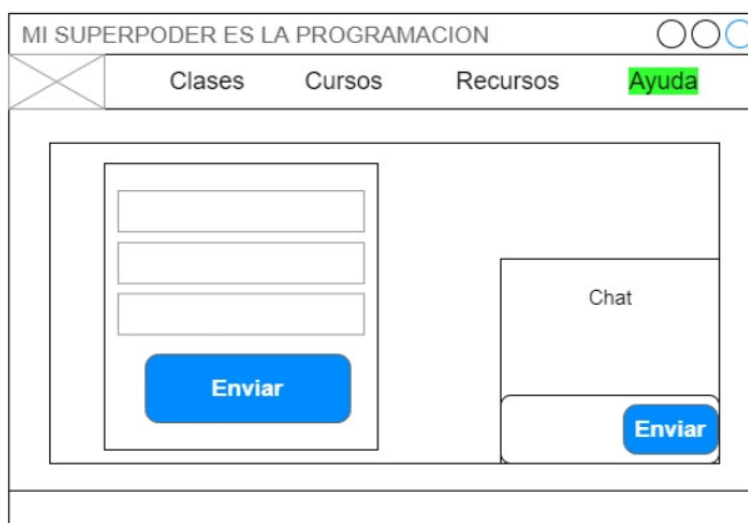 MI SUPERPODER ES LA PROGRAMACION
Clases Cursos Recursos Ayuda
Chat
Enviar
Enviar